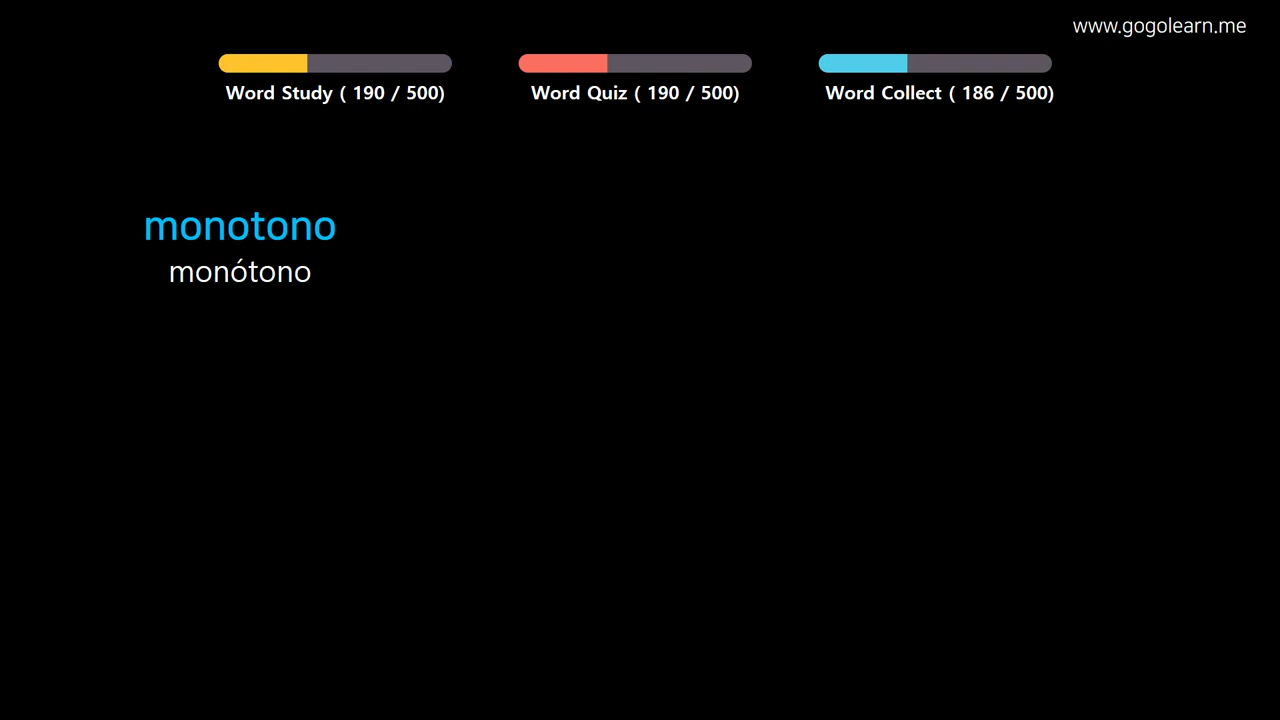 www.gogolearn.me
Word Study ( 190 / 500)
Word Quiz ( 190 / 500)
Word Collect ( 186 / 500)
monotono
monótono